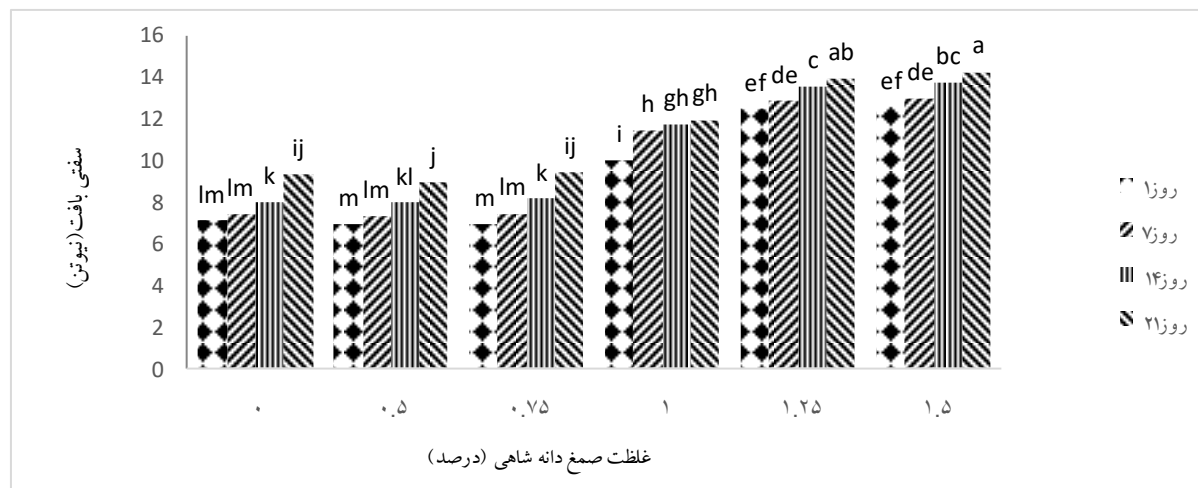 16
14
12
10
8
6
4
2
0
سفتی بافت (نیوتن)
lm lm k ij
m lm kl j
m lm k ij
i h gh gh
ef de c ab
ef de bc a
۰ ۰.۵ ۰.۷۵ ۱ ۱.۲۵ ۱.۵
غلظت صمغ دانه شاهی (درصد)
روز۱
روز۷
روز۱۴
روز۲۱